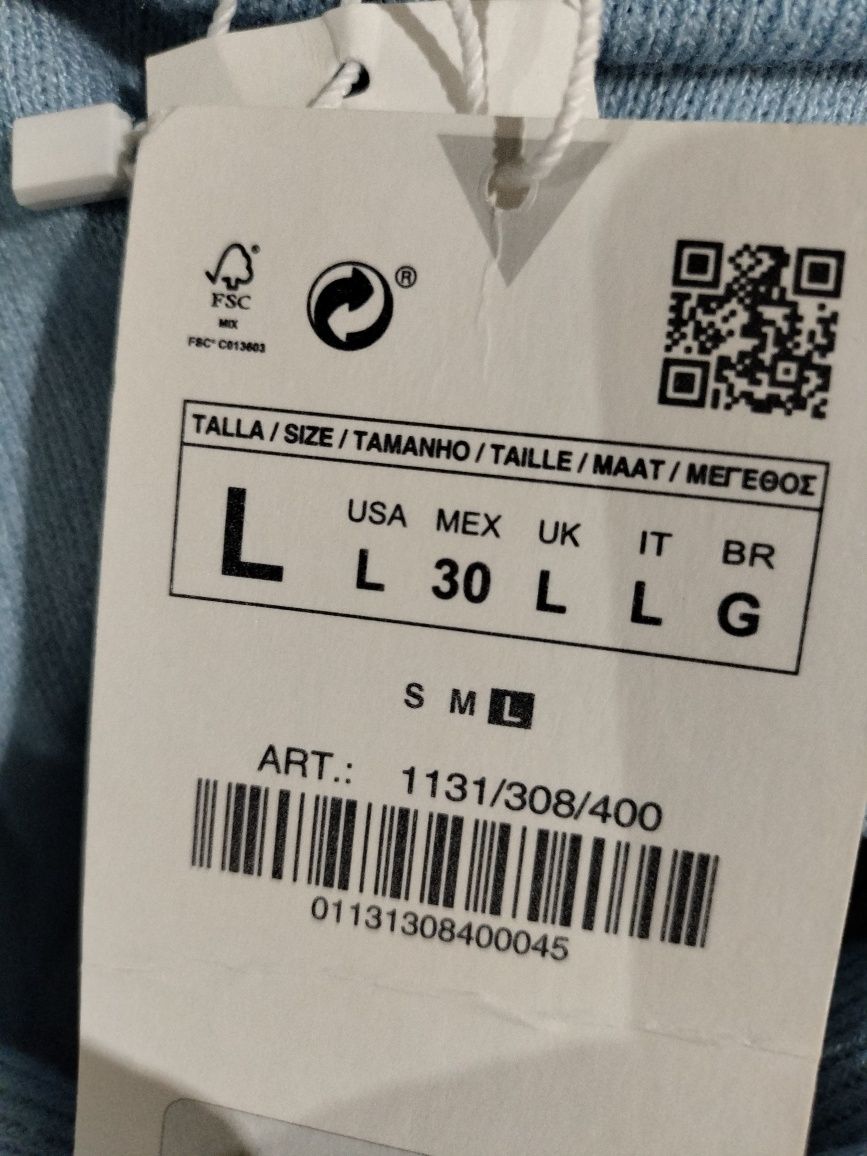 FSC
MIX
FSC® C013603
®
TALLA / SIZE / TAMANHO / TAILLE / MAAT / ΜΕΓΕΘΟΣ
USA MEX UK IT BR
L L 30 L L G
S M L
ART.: 1131/308/400
01131308400045